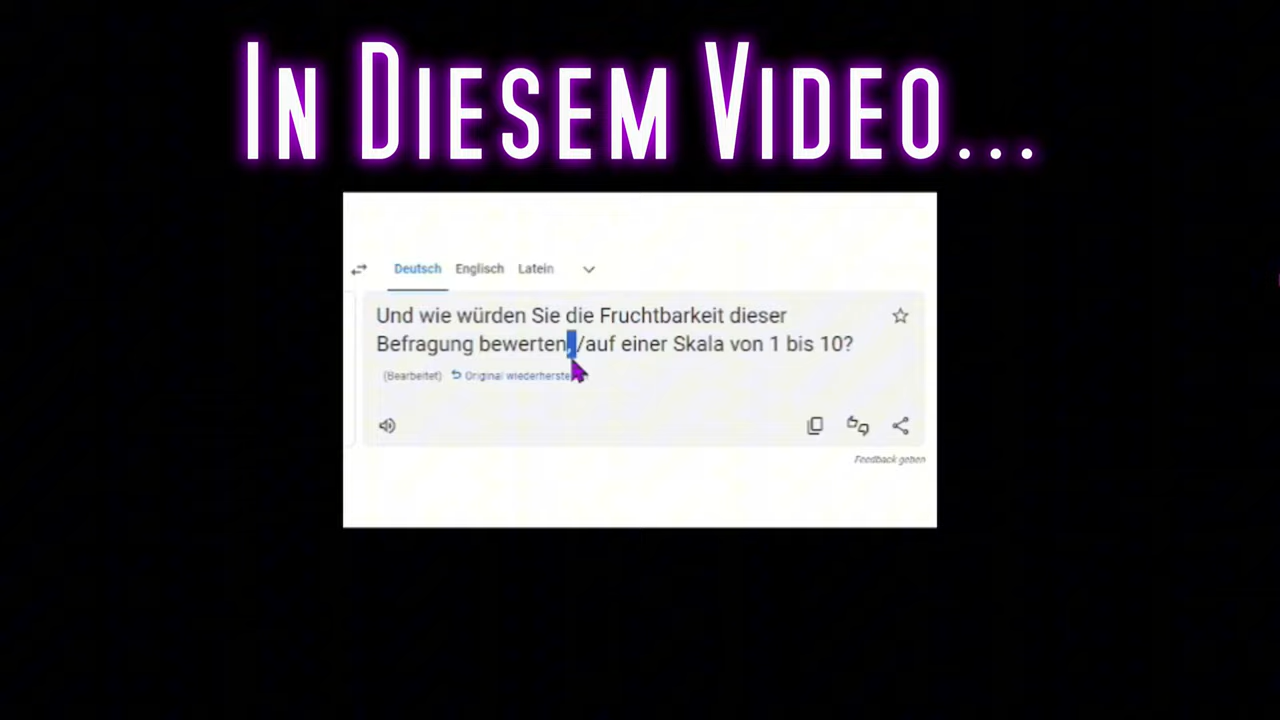 In Diesem Video...
Deutsch Englisch Latein
Und wie würden Sie die Fruchtbarkeit dieser
Befragung bewerten, /auf einer Skala von 1 bis 10?
(Bearbeitet) Original
Feedback geben